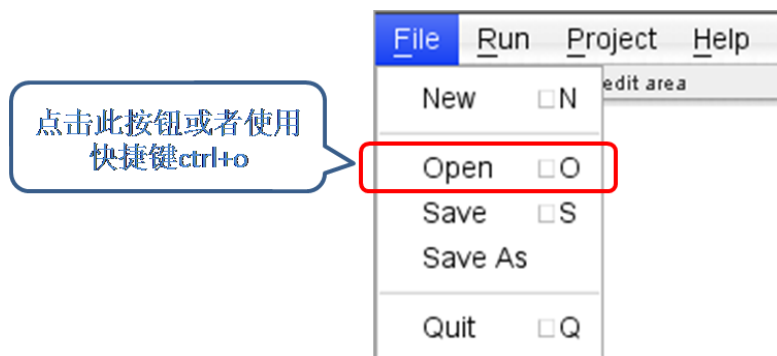 File Run Project Help
edit area
New □N
点击此按钮或者使用
快捷键ctrl+o
Open □O
Save □S
Save As
Quit □Q